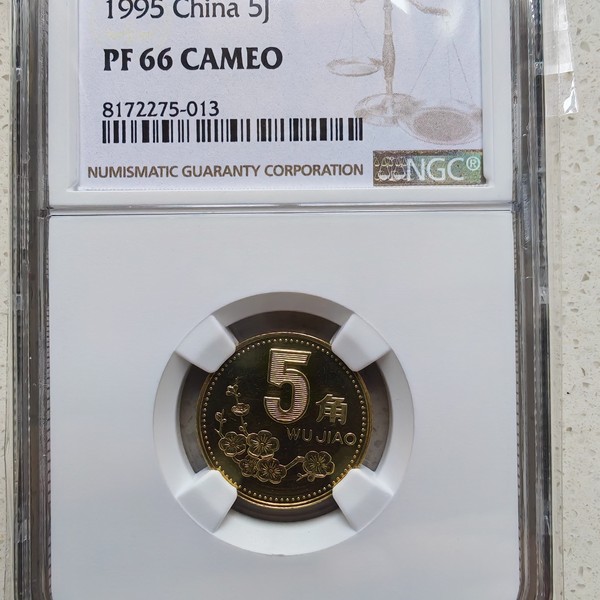 1995 China 5J
PF 66 CAMEO
8172275-013
NUMISMATIC GUARANTY CORPORATION
NGC®
5角
WU JIAO